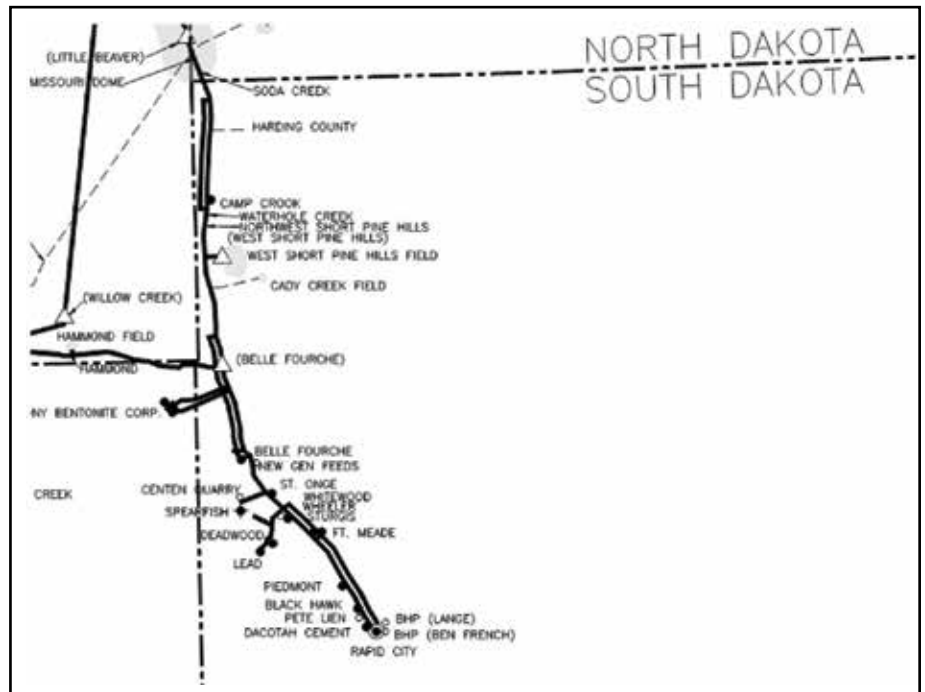 NORTH DAKOTA
(LITTLE BEAVER)
SOUTH DAKOTA
MISSOURI DOME
SODA CREEK
HARDING COUNTY
CAMP CROOK
WATERHOLE CREEK
NORTHWEST SHORT PINE HILLS
(WEST SHORT PINE HILLS)
WEST SHORT PINE HILLS FIELD
CADY CREEK FIELD
(WILLOW CREEK)
HAMMOND FIELD
(BELLE FOURCHE)
HAMMOND
NY BENTONITE CORP.
BELLE FOURCHE
NEW GEN FEEDS
ST. ONGE
CENTEN QUARRY
CREEK
WHITEWOOD
WHEELER
SPEARFISH
STURGIS
DEADWOOD
FT. MEADE
LEAD
PIEDMONT
BLACK HAWK
PETE LIEN
BHP (LANGE)
DACOTAH CEMENT
BHP (BEN FRENCH)
RAPID CITY